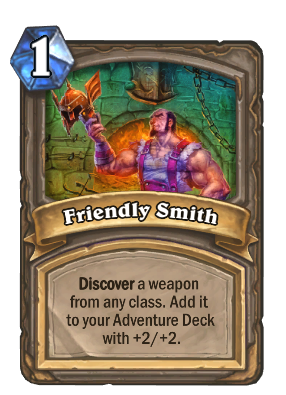 1
Friendly Smith
Discover a weapon
from any class. Add it
to your Adventure Deck
with +2/+2.